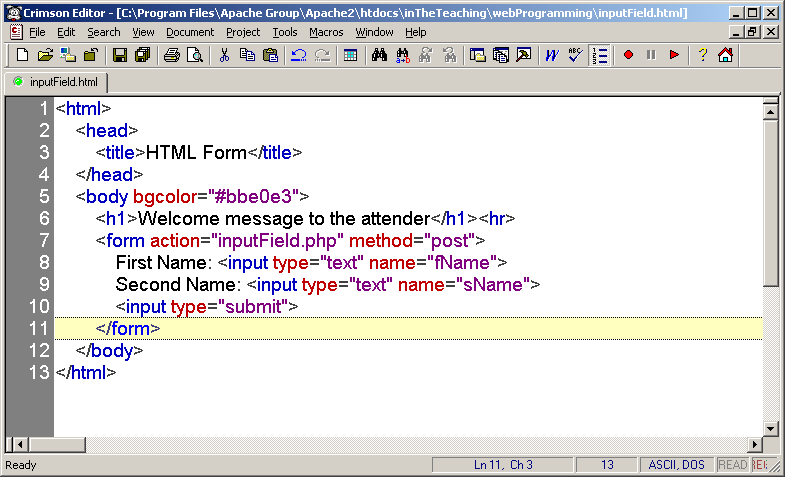 Crimson Editor - [C:\Program Files\Apache Group\Apache2\htdocs\inTheTeaching\webProgramming\inputField.html]
File Edit Search View Document Project Tools Macros Window Help
inputField.html
1 <html>
2 <head>
3 <title>HTML Form</title>
4 </head>
5 <body bgcolor="#bbe0e3">
6 <h1>Welcome message to the attender</h1><hr>
7 <form action="inputField.php" method="post">
8 First Name: <input type="text" name="fName">
9 Second Name: <input type="text" name="sName">
10 <input type="submit">
11 </form>
12 </body>
13 </html>
Ready Ln 11, Ch 3 13 ASCII, DOS READ